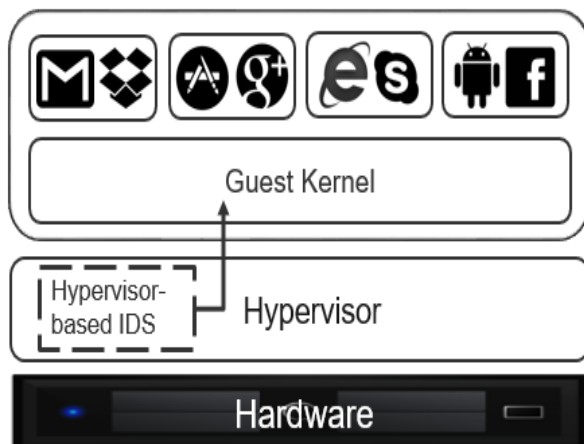 g+
e
S
f
Guest Kernel
Hypervisor-
based IDS
Hypervisor
Hardware